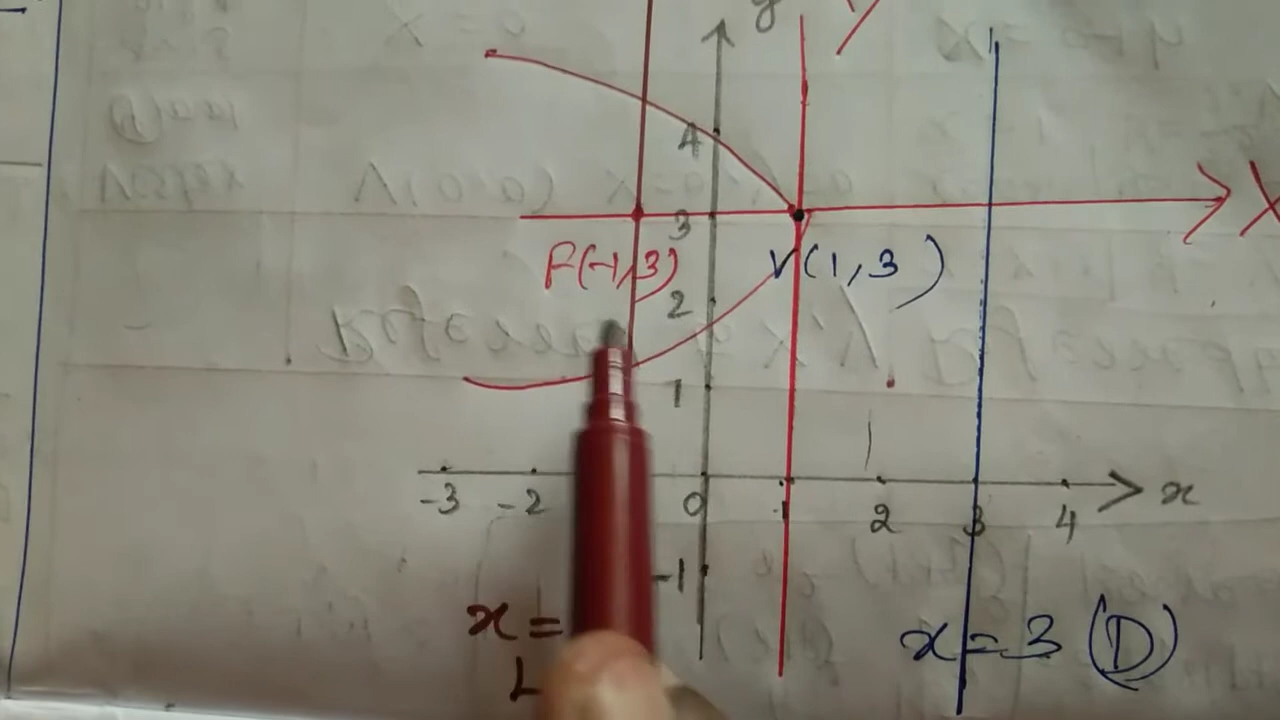 y
4
3 X
F(-1,3) V(1,3)
2
1
-3 -2 0 1 2 3 4 x
-1
x =
L
x = 3 (D)